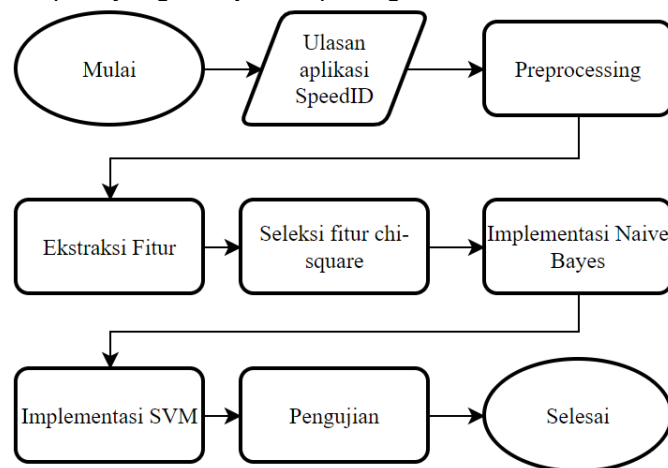 Mulai
Ulasan
aplikasi
SpeedID
Preprocessing
Ekstraksi Fitur
Seleksi fitur chi-
square
Implementasi Naive
Bayes
Implementasi SVM
Pengujian
Selesai